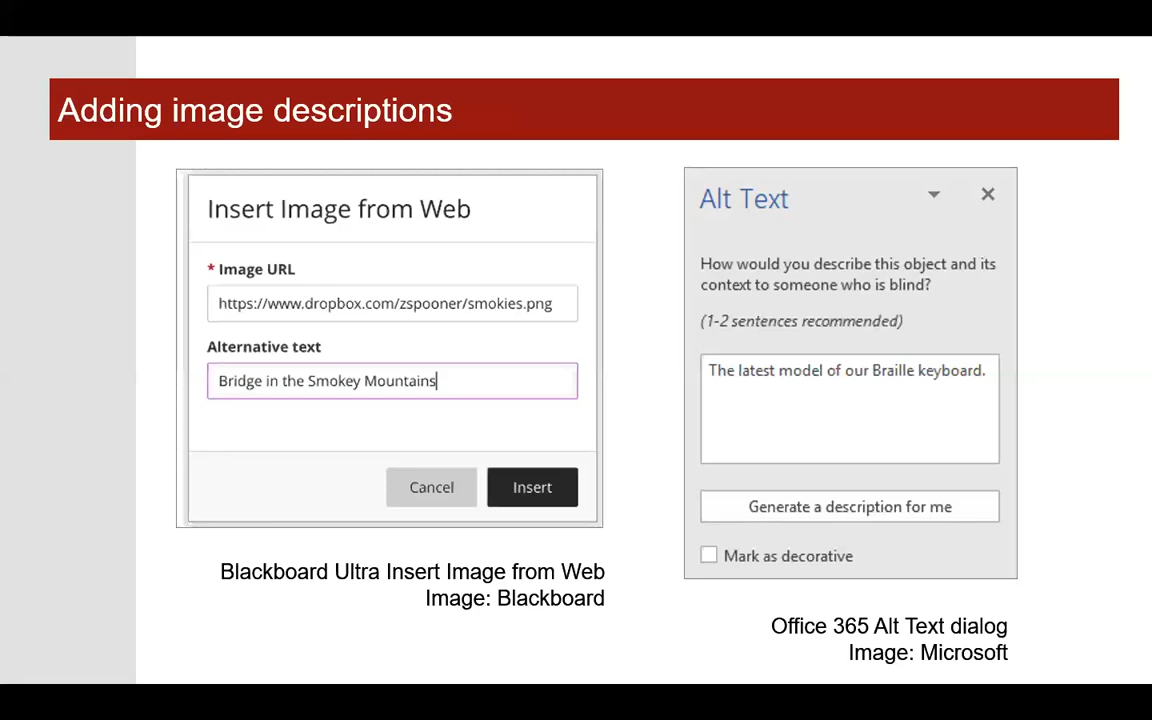 Adding image descriptions
Insert Image from Web
* Image URL
https://www.dropbox.com/zspooner/smokies.png
Alternative text
Bridge in the Smokey Mountains
Cancel
Insert
Blackboard Ultra Insert Image from Web
Image: Blackboard
Alt Text
How would you describe this object and its
context to someone who is blind?
(1-2 sentences recommended)
The latest model of our Braille keyboard.
Generate a description for me
Mark as decorative
Office 365 Alt Text dialog
Image: Microsoft